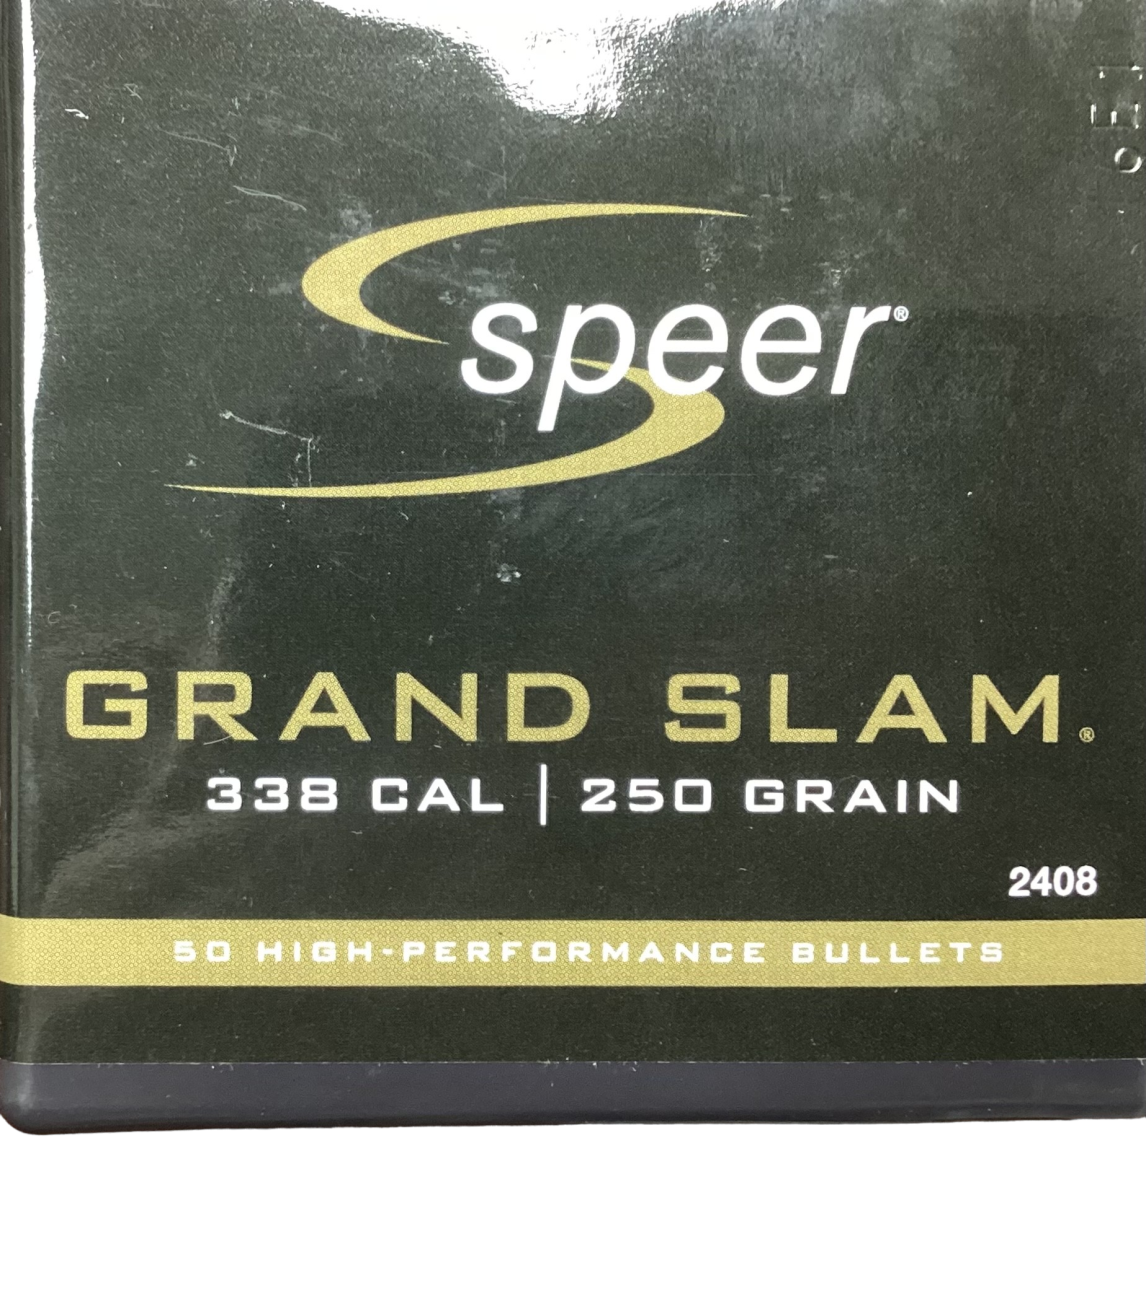 speer®
GRAND SLAM®
338 CAL | 250 GRAIN
2408
50 HIGH-PERFORMANCE BULLETS